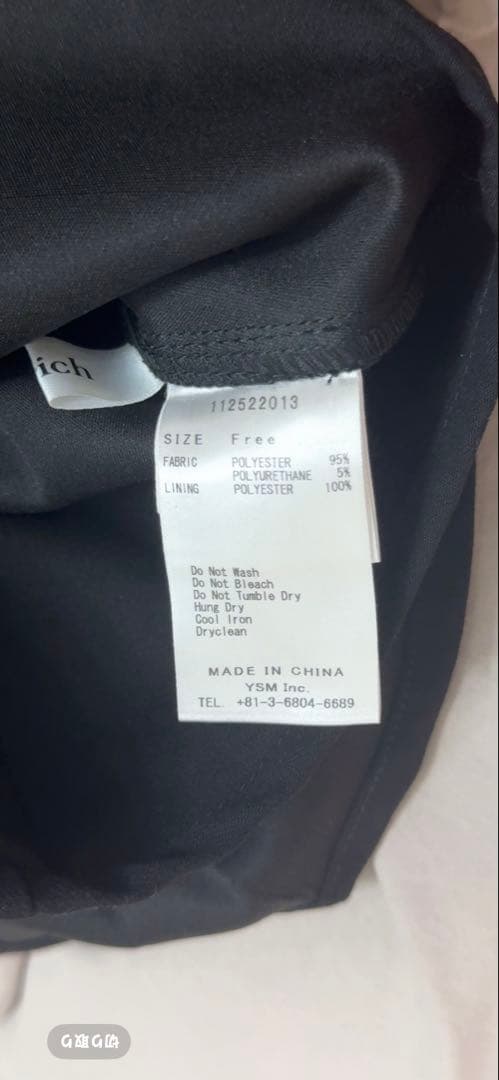 ich
112522013
SIZE Free
FABRIC POLYESTER 95%
POLYURETHANE 5%
LINING POLYESTER 100%
Do Not Wash
Do Not Bleach
Do Not Tumble Dry
Hung Dry
Cool Iron
Dryclean
MADE IN CHINA
YSM Inc.
TEL. +81-3-6804-6689